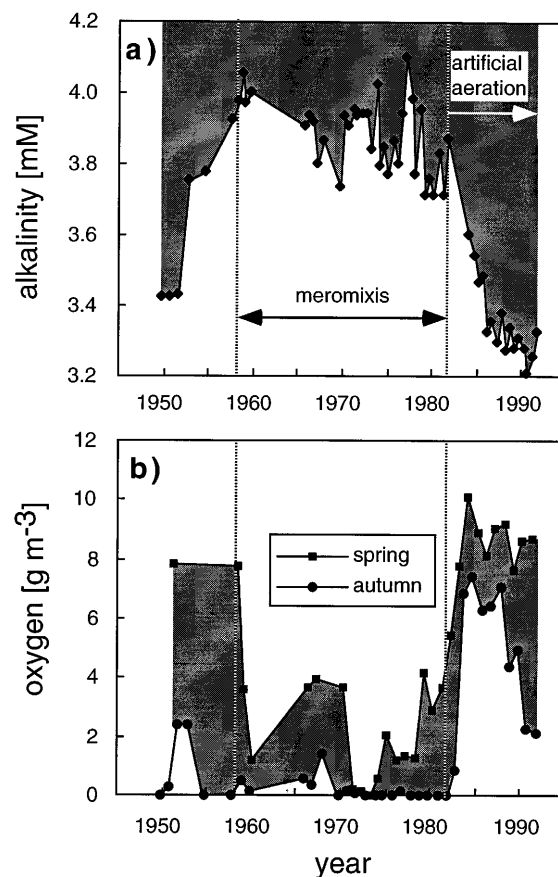 a)
alkalinity [mM]
4.2
4.0
3.8
3.6
3.4
3.2
artificial
aeration
meromixis
1950 1960 1970 1980 1990
b)
oxygen [g m-3]
12
10
8
6
4
2
0
spring
autumn
1950 1960 1970 1980 1990
year